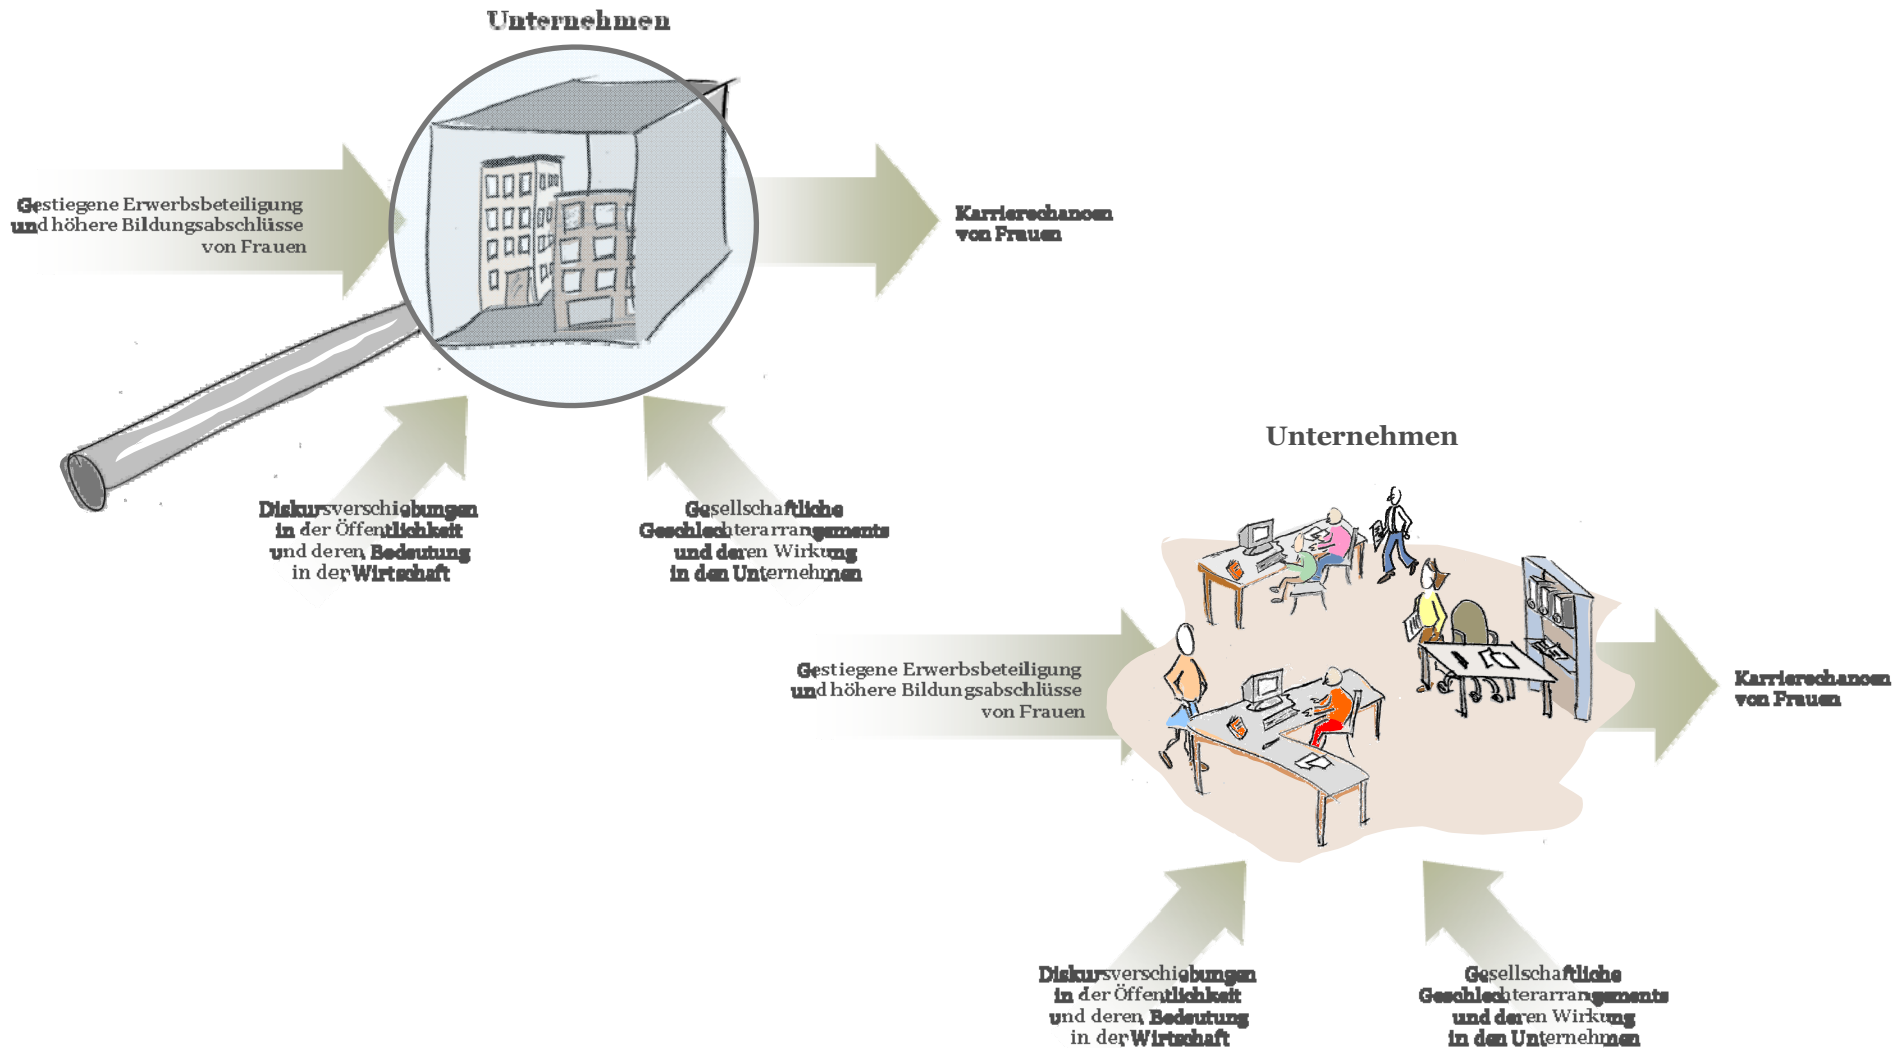 Unternehmen
Gestiegene Erwerbsbeteiligung
und höhere Bildungsabschlüsse
von Frauen
Karrierechancen
von Frauen
Diskursverschiebungen
in der Öffentlichkeit
und deren Bedeutung
in der Wirtschaft
Gesellschaftliche
Geschlechterarrangements
und deren Wirkung
in den Unternehmen
Unternehmen
Gestiegene Erwerbsbeteiligung
und höhere Bildungsabschlüsse
von Frauen
Karrierechancen
von Frauen
Diskursverschiebungen
in der Öffentlichkeit
und deren Bedeutung
in der Wirtschaft
Gesellschaftliche
Geschlechterarrangements
und deren Wirkung
in den Unternehmen